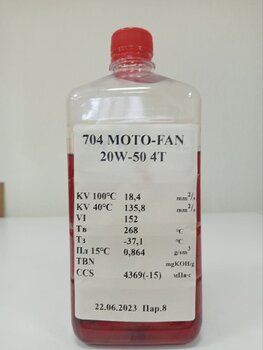 704 MOTO-FAN
20W-50 4T
KV 100°C 18,4 mm²/s
KV 40°C 135,8 mm²/s
VI 152
Тв 268 °C
Тз -37,1 °C
Пл 15°C 0,864 g/sm³
TBN mgKOH/g
CCS 4369(-15) мПа·с
22.06.2023 Пар.8